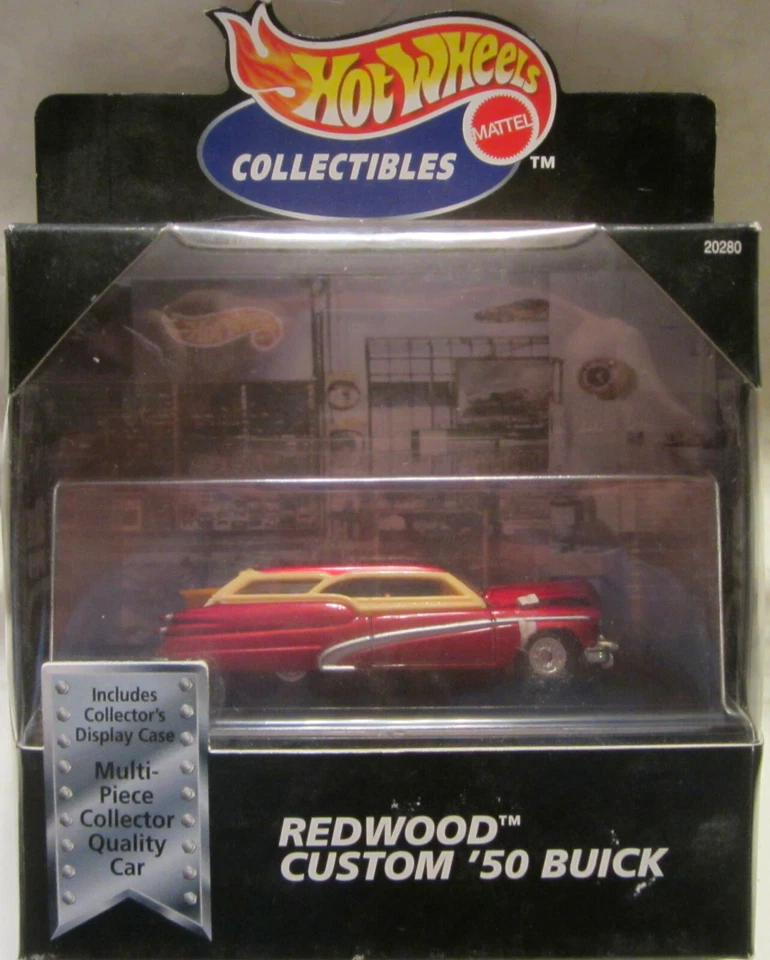 HOT WHEELS
MATTEL
COLLECTIBLES TM
20280
Includes
Collector's
Display Case
Multi-
Piece
Collector
Quality
Car
REDWOOD™
CUSTOM '50 BUICK